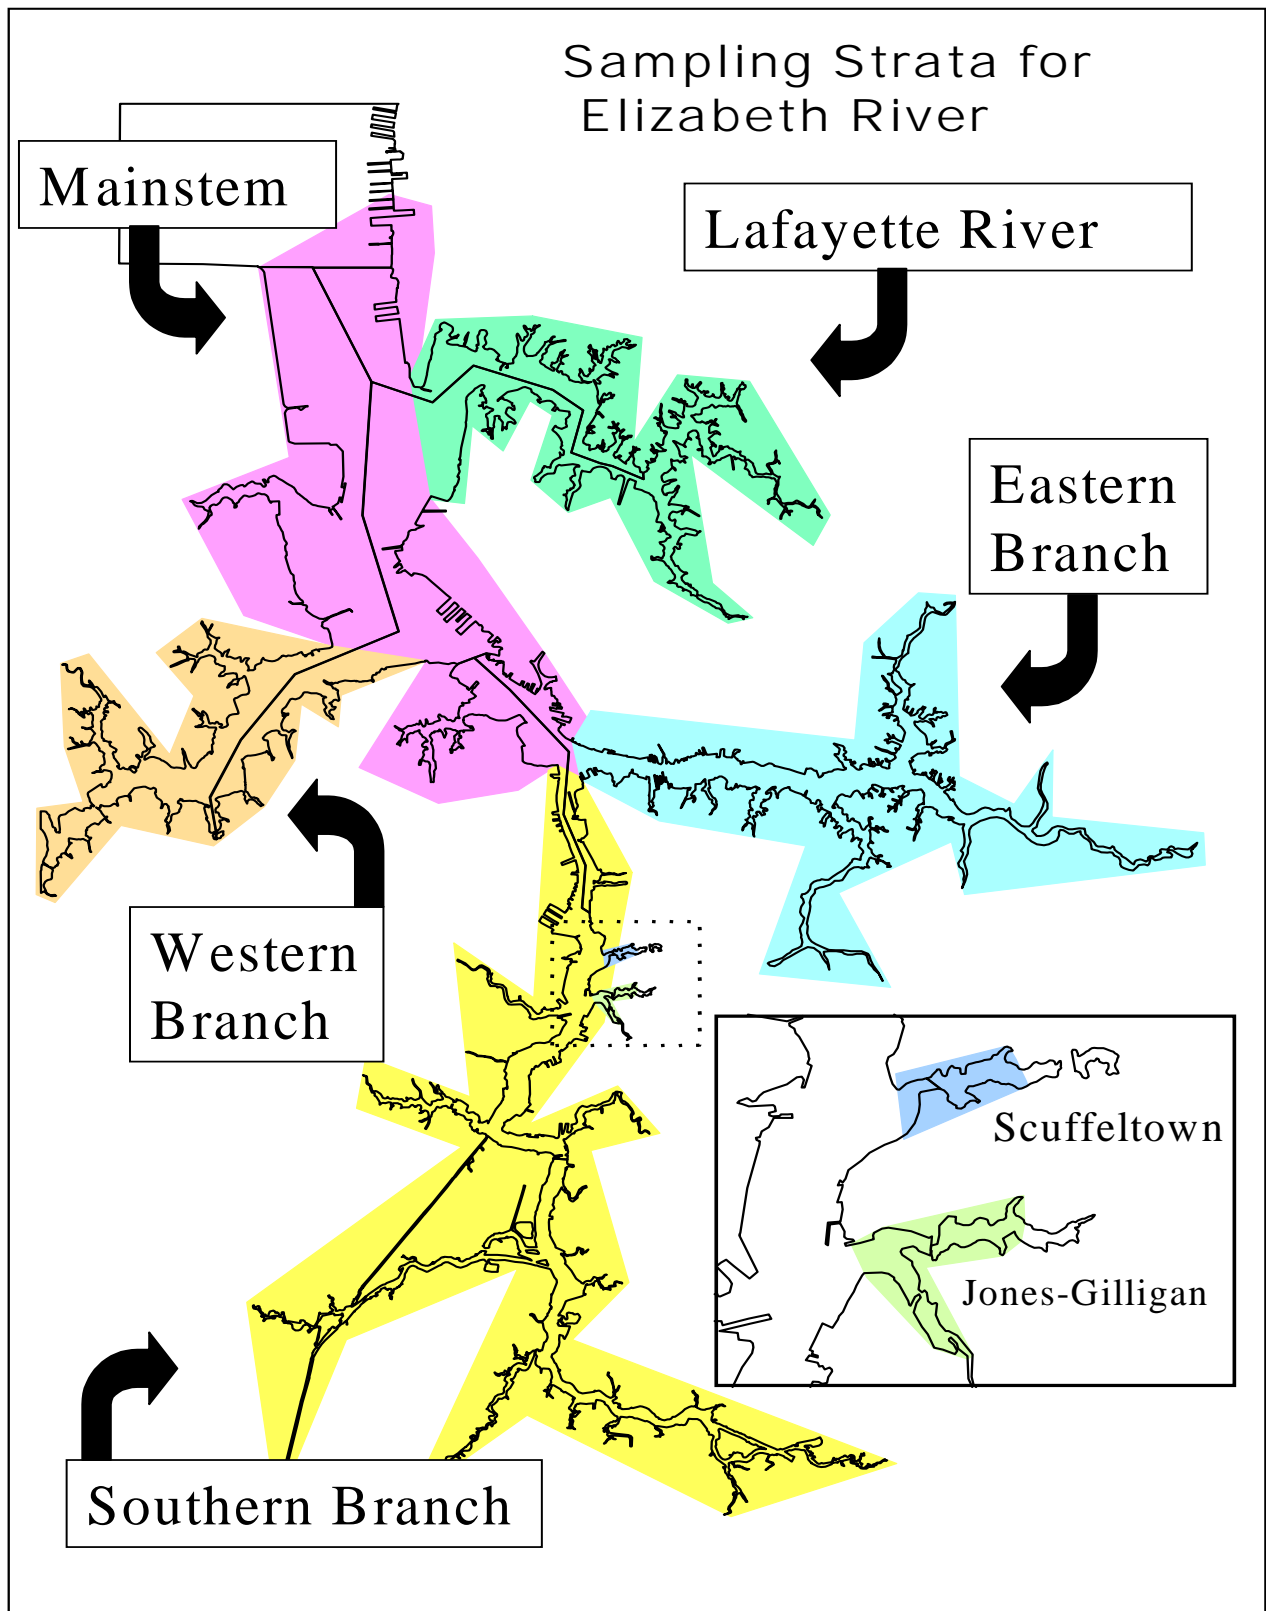 Sampling Strata for
Elizabeth River
Mainstem
Lafayette River
Eastern
Branch
Western
Branch
Scuffeltown
Jones-Gilligan
Southern Branch